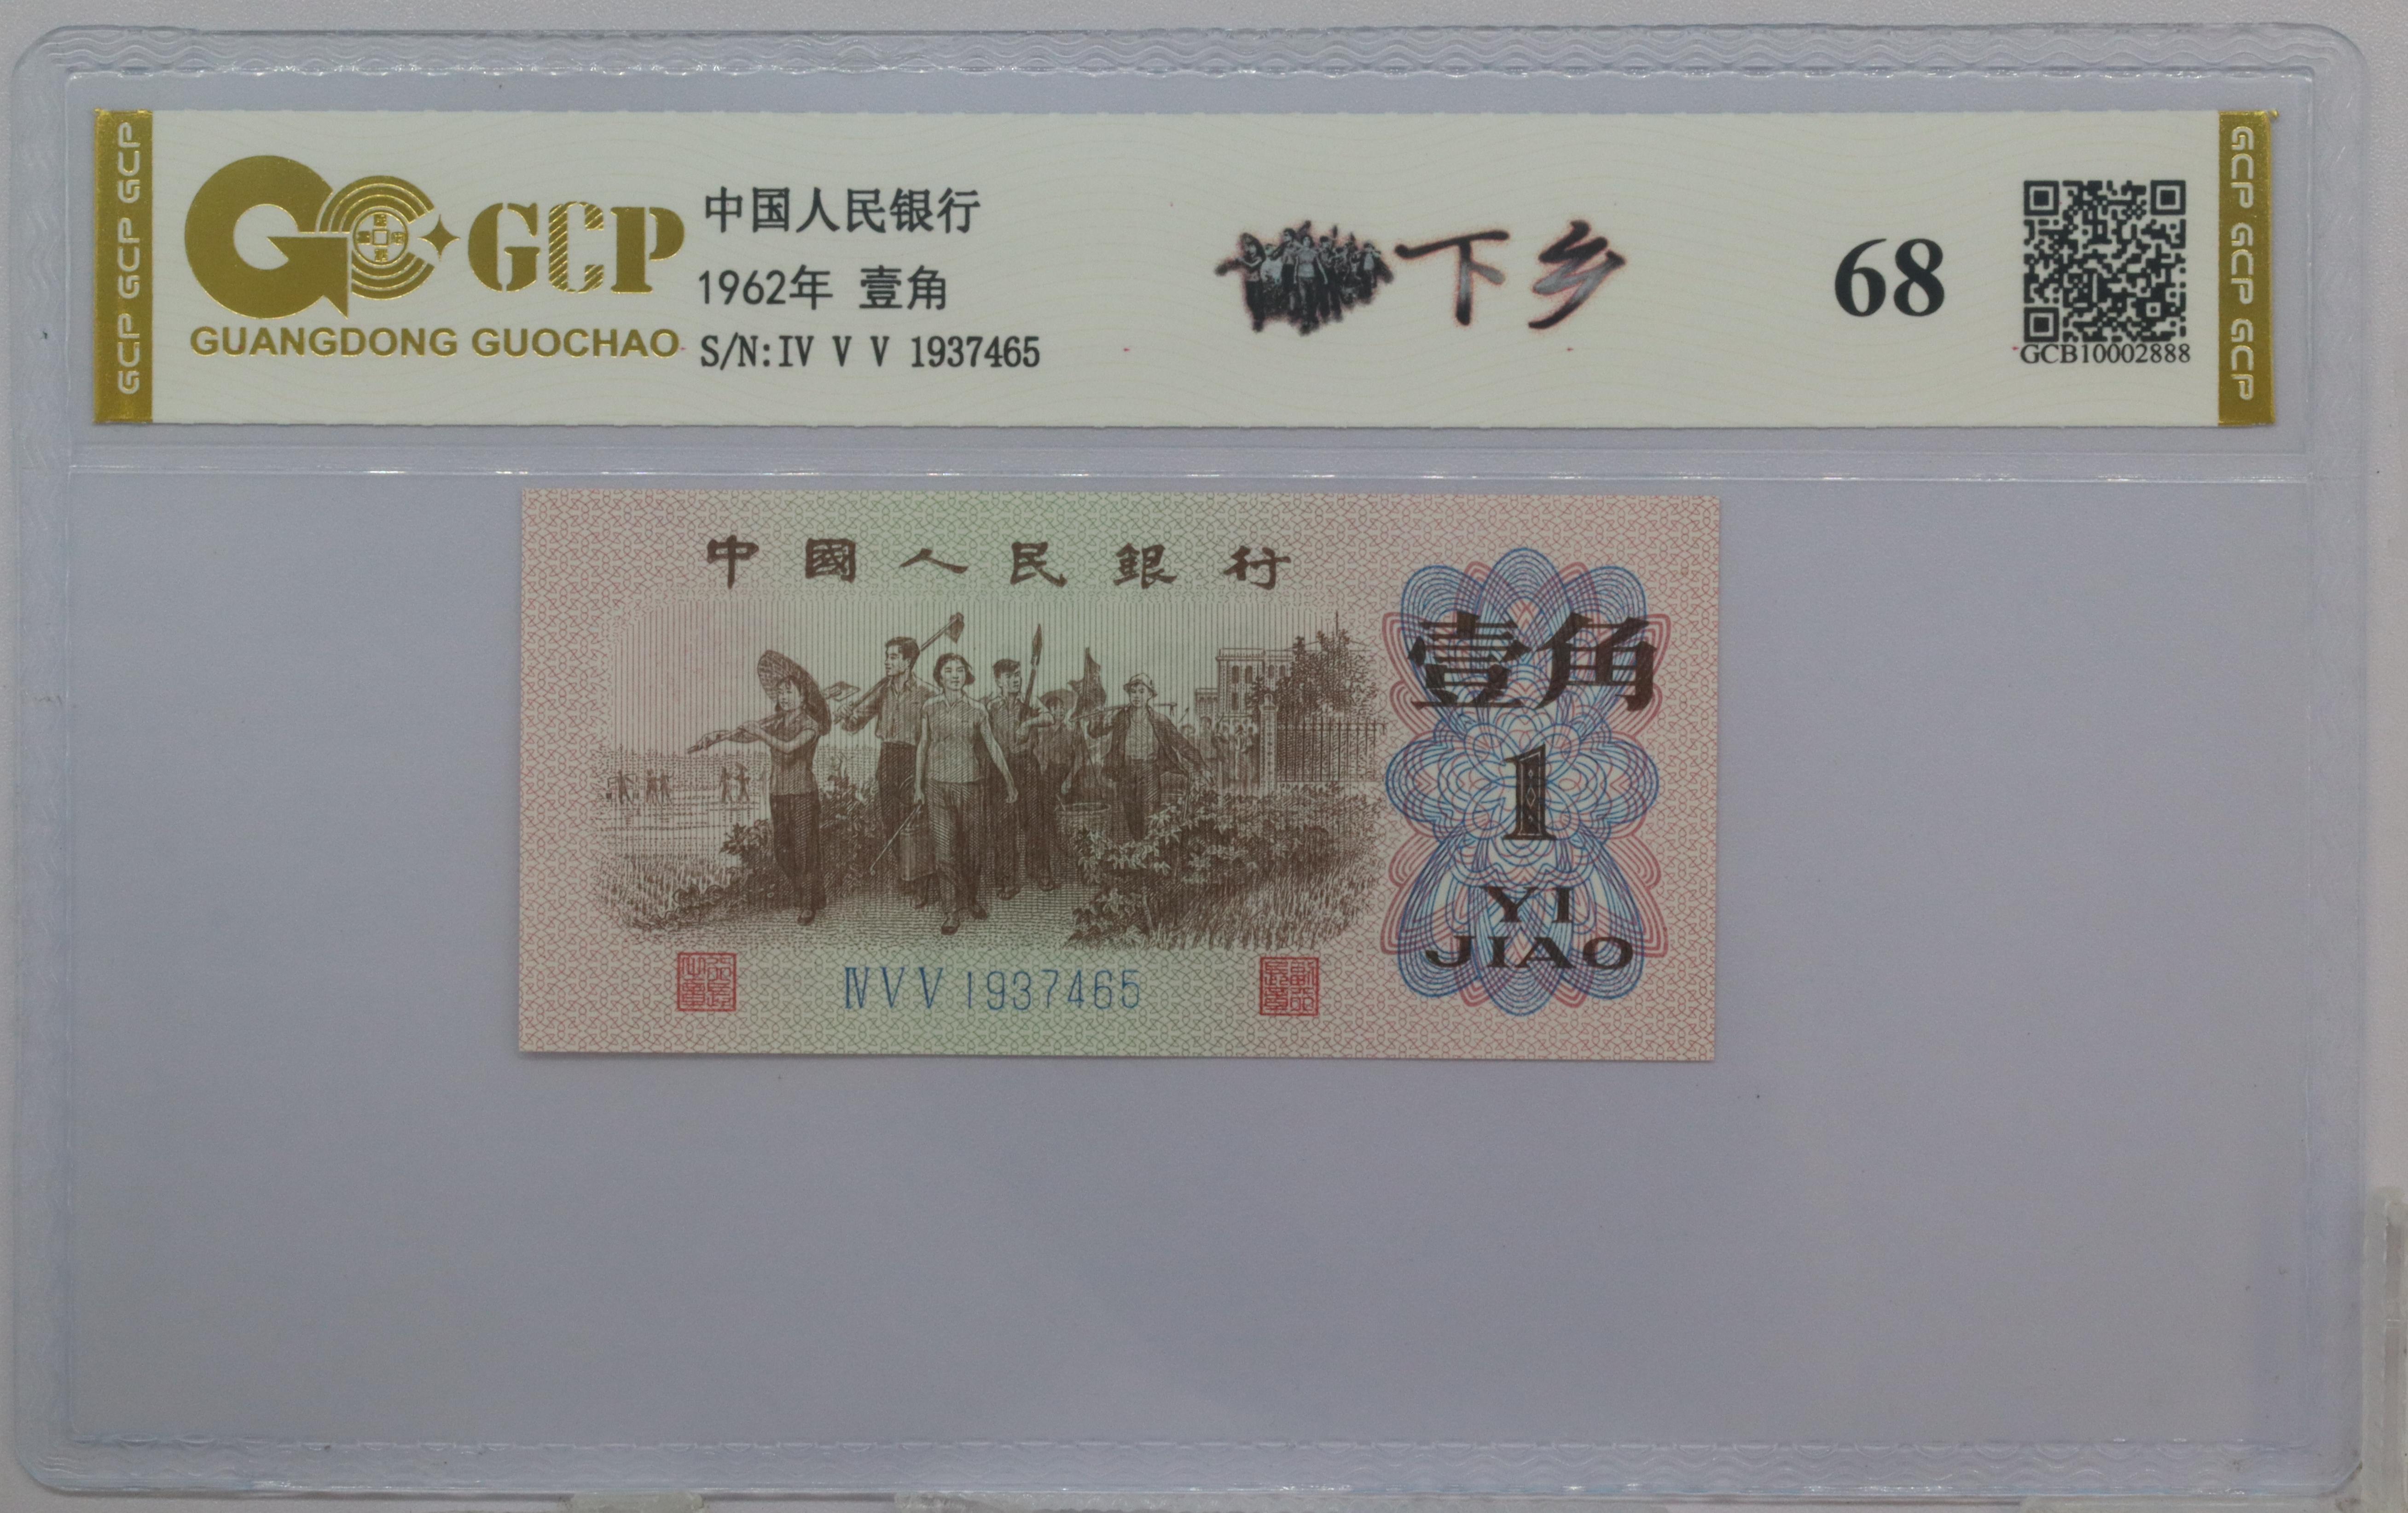 GCP GCP GCP
GCP
GUANGDONG GUOCHAO
中国人民银行
1962年 壹角
S/N:IV V V 1937465
下乡
68
GCB10002888
GCP GCP GCP
中國人民銀行
壹角
1
YI
JIAO
ⅣⅤⅤ1937465